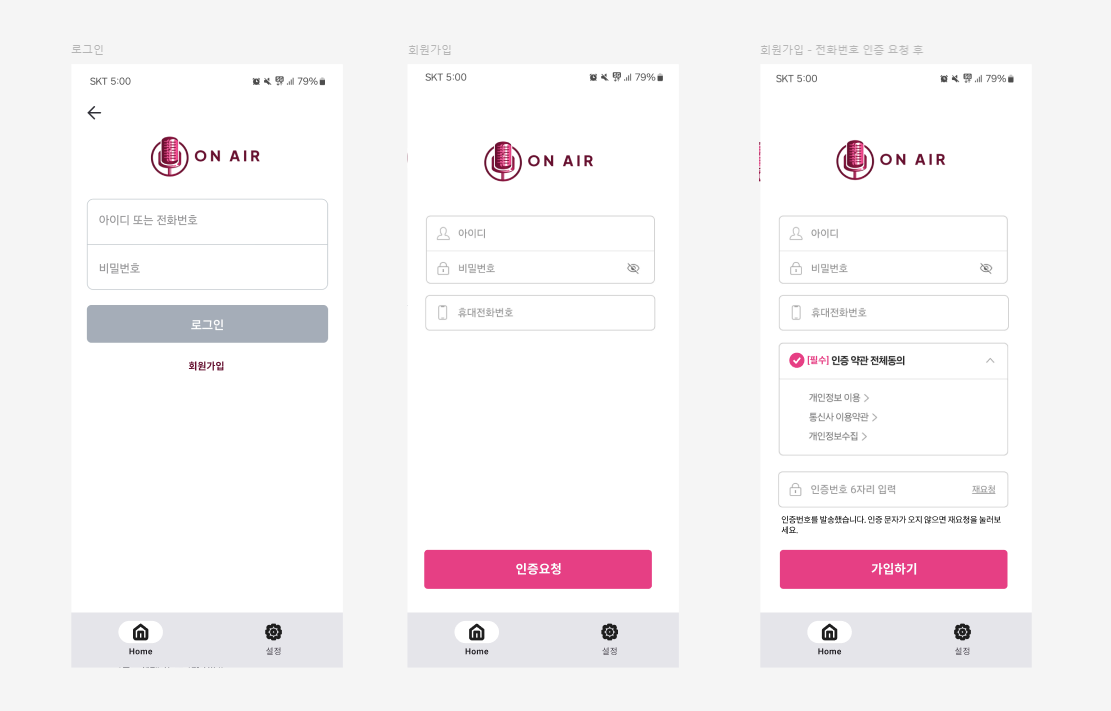 로그인
SKT 5:00
79%
ON AIR
아이디 또는 전화번호
비밀번호
로그인
회원가입
Home
설정
회원가입
SKT 5:00
79%
ON AIR
아이디
비밀번호
휴대전화번호
인증요청
Home
설정
회원가입 - 전화번호 인증 요청 후
SKT 5:00
79%
ON AIR
아이디
비밀번호
휴대전화번호
[필수] 인증 약관 전체동의
개인정보 이용 >
통신사 이용약관 >
개인정보수집 >
인증번호 6자리 입력 재요청
인증번호를 발송했습니다. 인증 문자가 오지 않으면 재요청을 눌러보
세요.
가입하기
Home
설정